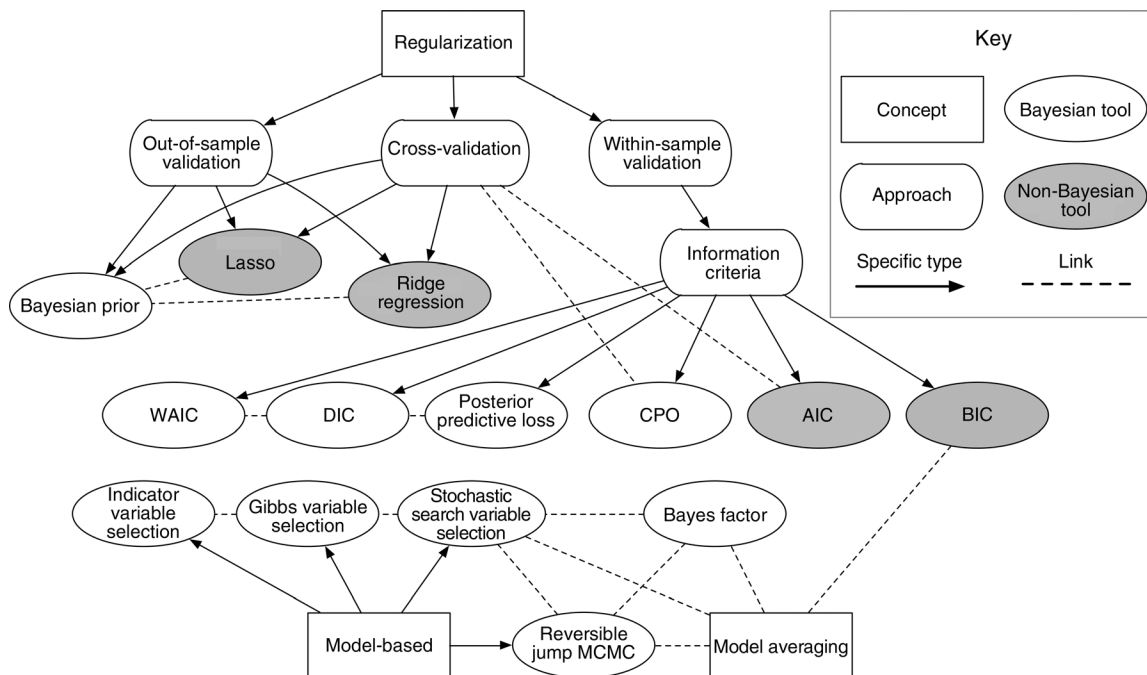 Regularization
Key
Concept
Bayesian tool
Out-of-sample
validation
Cross-validation
Within-sample
validation
Approach
Non-Bayesian
tool
Lasso
Information
criteria
Specific type
Link
Bayesian prior
Ridge
regression
WAIC
DIC
Posterior
predictive loss
CPO
AIC
BIC
Indicator
variable
selection
Gibbs variable
selection
Stochastic
search variable
selection
Bayes factor
Model-based
Reversible
jump MCMC
Model averaging